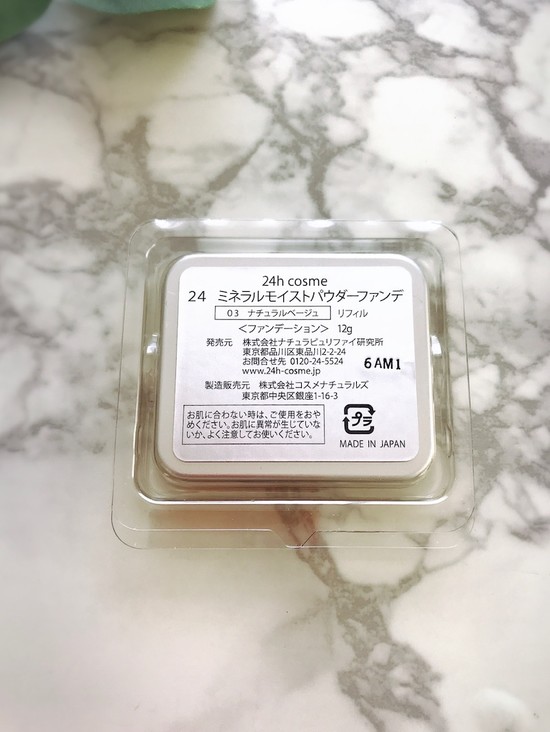 24h cosme
24 ミネラルモイストパウダーファンデ
03 ナチュラルベージュ リフィル
＜ファンデーション＞ 12g
発売元 株式会社ナチュラピュリファイ研究所
東京都品川区東品川2-2-24
お問合せ先 0120-24-5524
www.24h-cosme.jp
6AM1
製造販売元 株式会社コスメナチュラルズ
東京都中央区銀座1-16-3
お肌に合わない時は、ご使用をおや
めください。お肌に異常が生じていな
いか、よく注意してお使いください。
プラ
MADE IN JAPAN